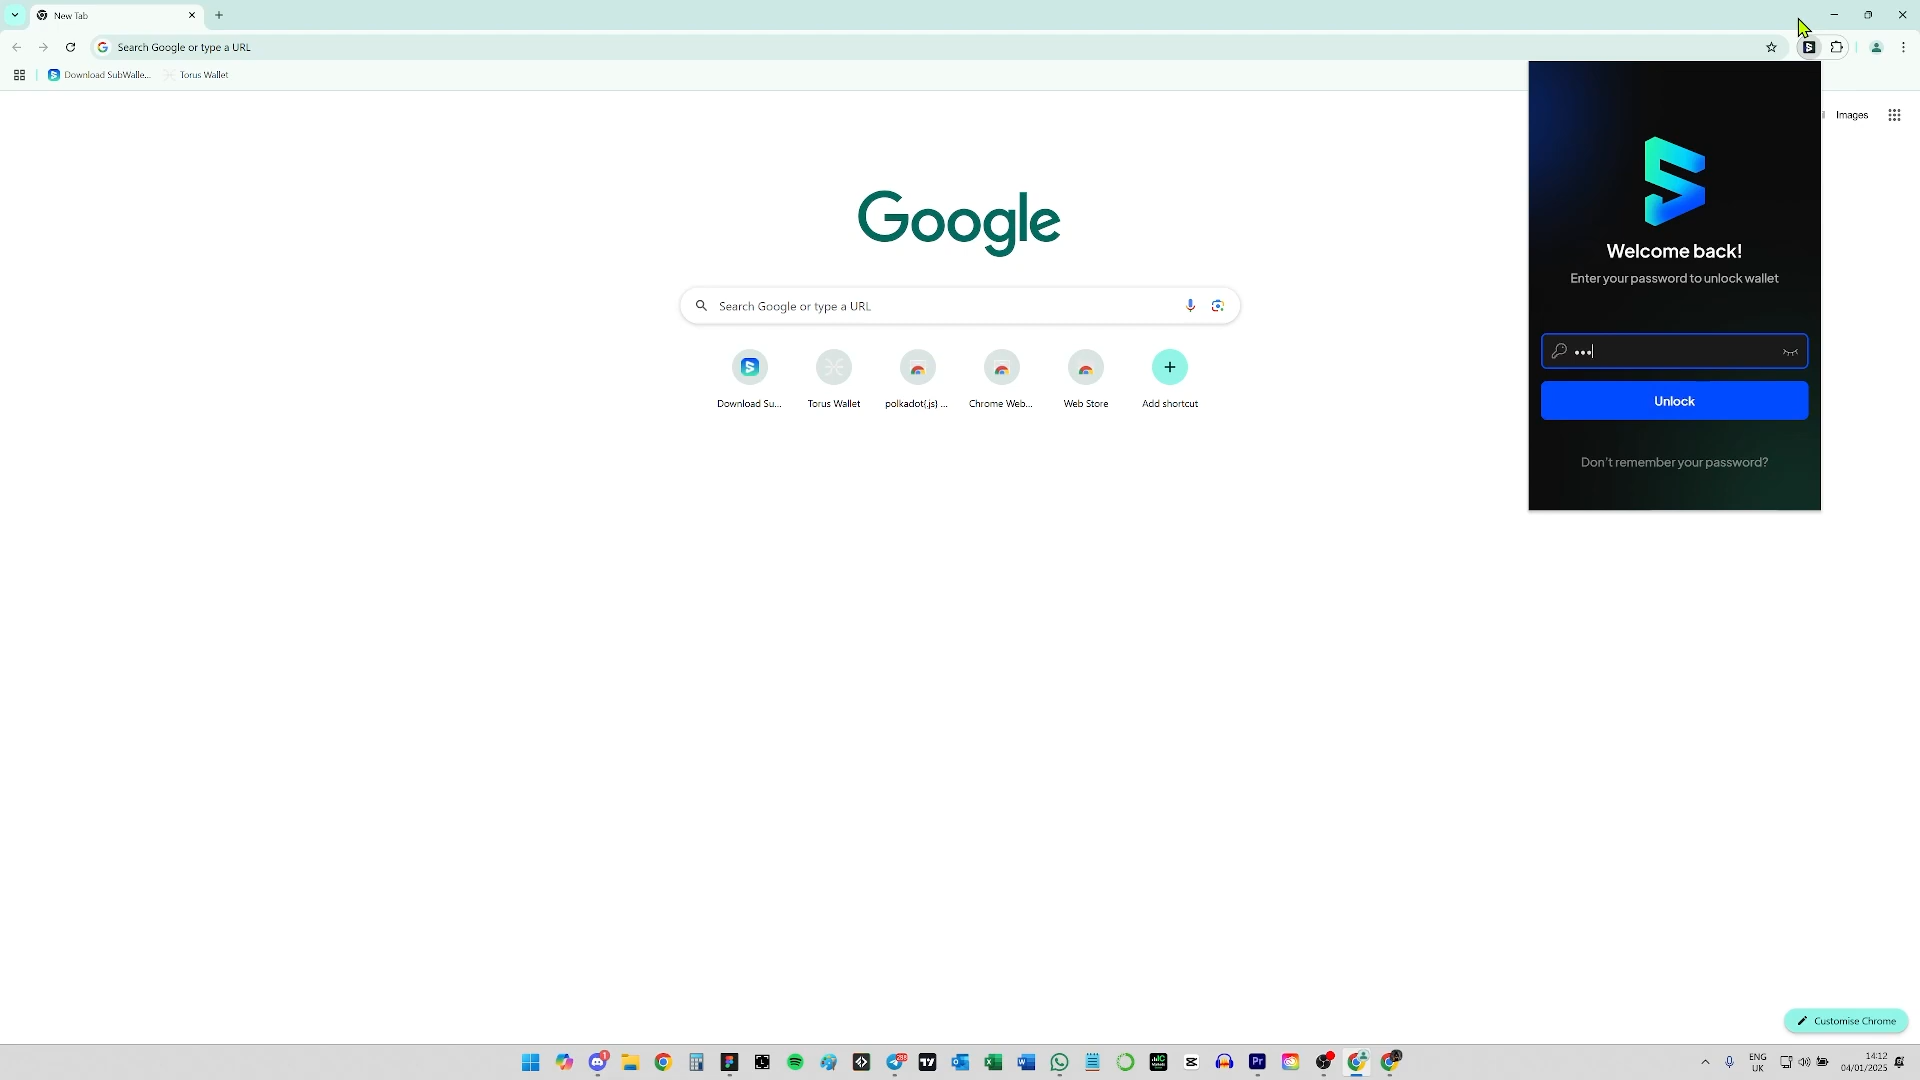 New Tab
Search Google or type a URL
Download SubWalle...
Torus Wallet
Images
Google
Search Google or type a URL
Download Su...
Torus Wallet
polkadot{.js} ...
Chrome Web...
Web Store
Add shortcut
Welcome back!
Enter your password to unlock wallet
Unlock
Don't remember your password?
Customise Chrome
ENG
UK
14:12
04/01/2025